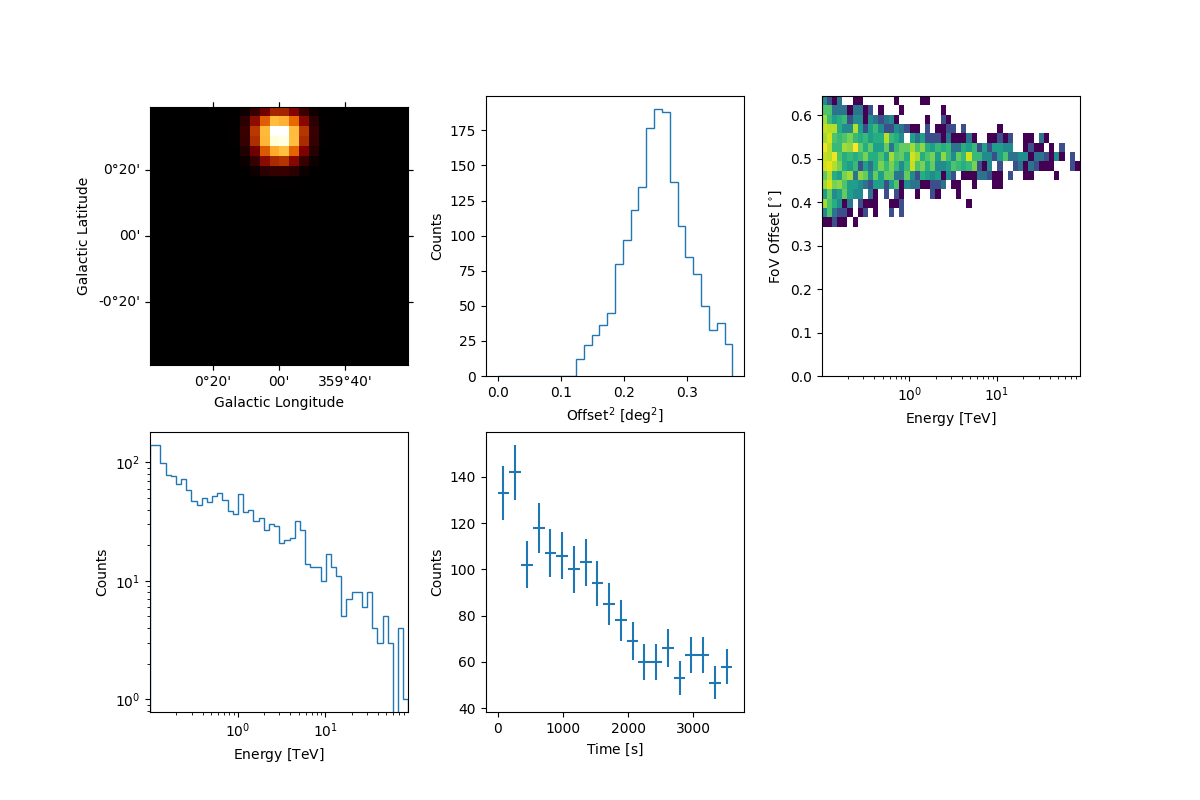 Galactic Latitude
0°20'
00'
-0°20'
0°20' 00' 359°40'
Galactic Longitude
Counts
175
150
125
100
75
50
25
0
0.0 0.1 0.2 0.3
Offset² [deg²]
FoV Offset [°]
0.6
0.5
0.4
0.3
0.2
0.1
0.0
10⁰ 10¹
Energy [TeV]
Counts
10²
10¹
10⁰
10⁰ 10¹
Energy [TeV]
Counts
140
120
100
80
60
40
0 1000 2000 3000
Time [s]